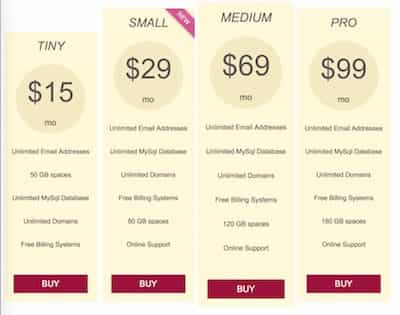 TINY
$15
mo
Unlimited Email Addresses
50 GB spaces
Unlimited MySql Database
Unlimited Domains
Free Billing Systems
BUY
SMALL
NEW
$29
mo
Unlimited Email Addresses
Unlimited MySql Database
Unlimited Domains
Free Billing Systems
80 GB spaces
Online Support
BUY
MEDIUM
$69
mo
Unlimited Email Addresses
Unlimited MySql Database
Unlimited Domains
Free Billing Systems
120 GB spaces
Online Support
BUY
PRO
$99
mo
Unlimited Email Addresses
Unlimited MySql Database
Unlimited Domains
Free Billing Systems
180 GB spaces
Online Support
BUY